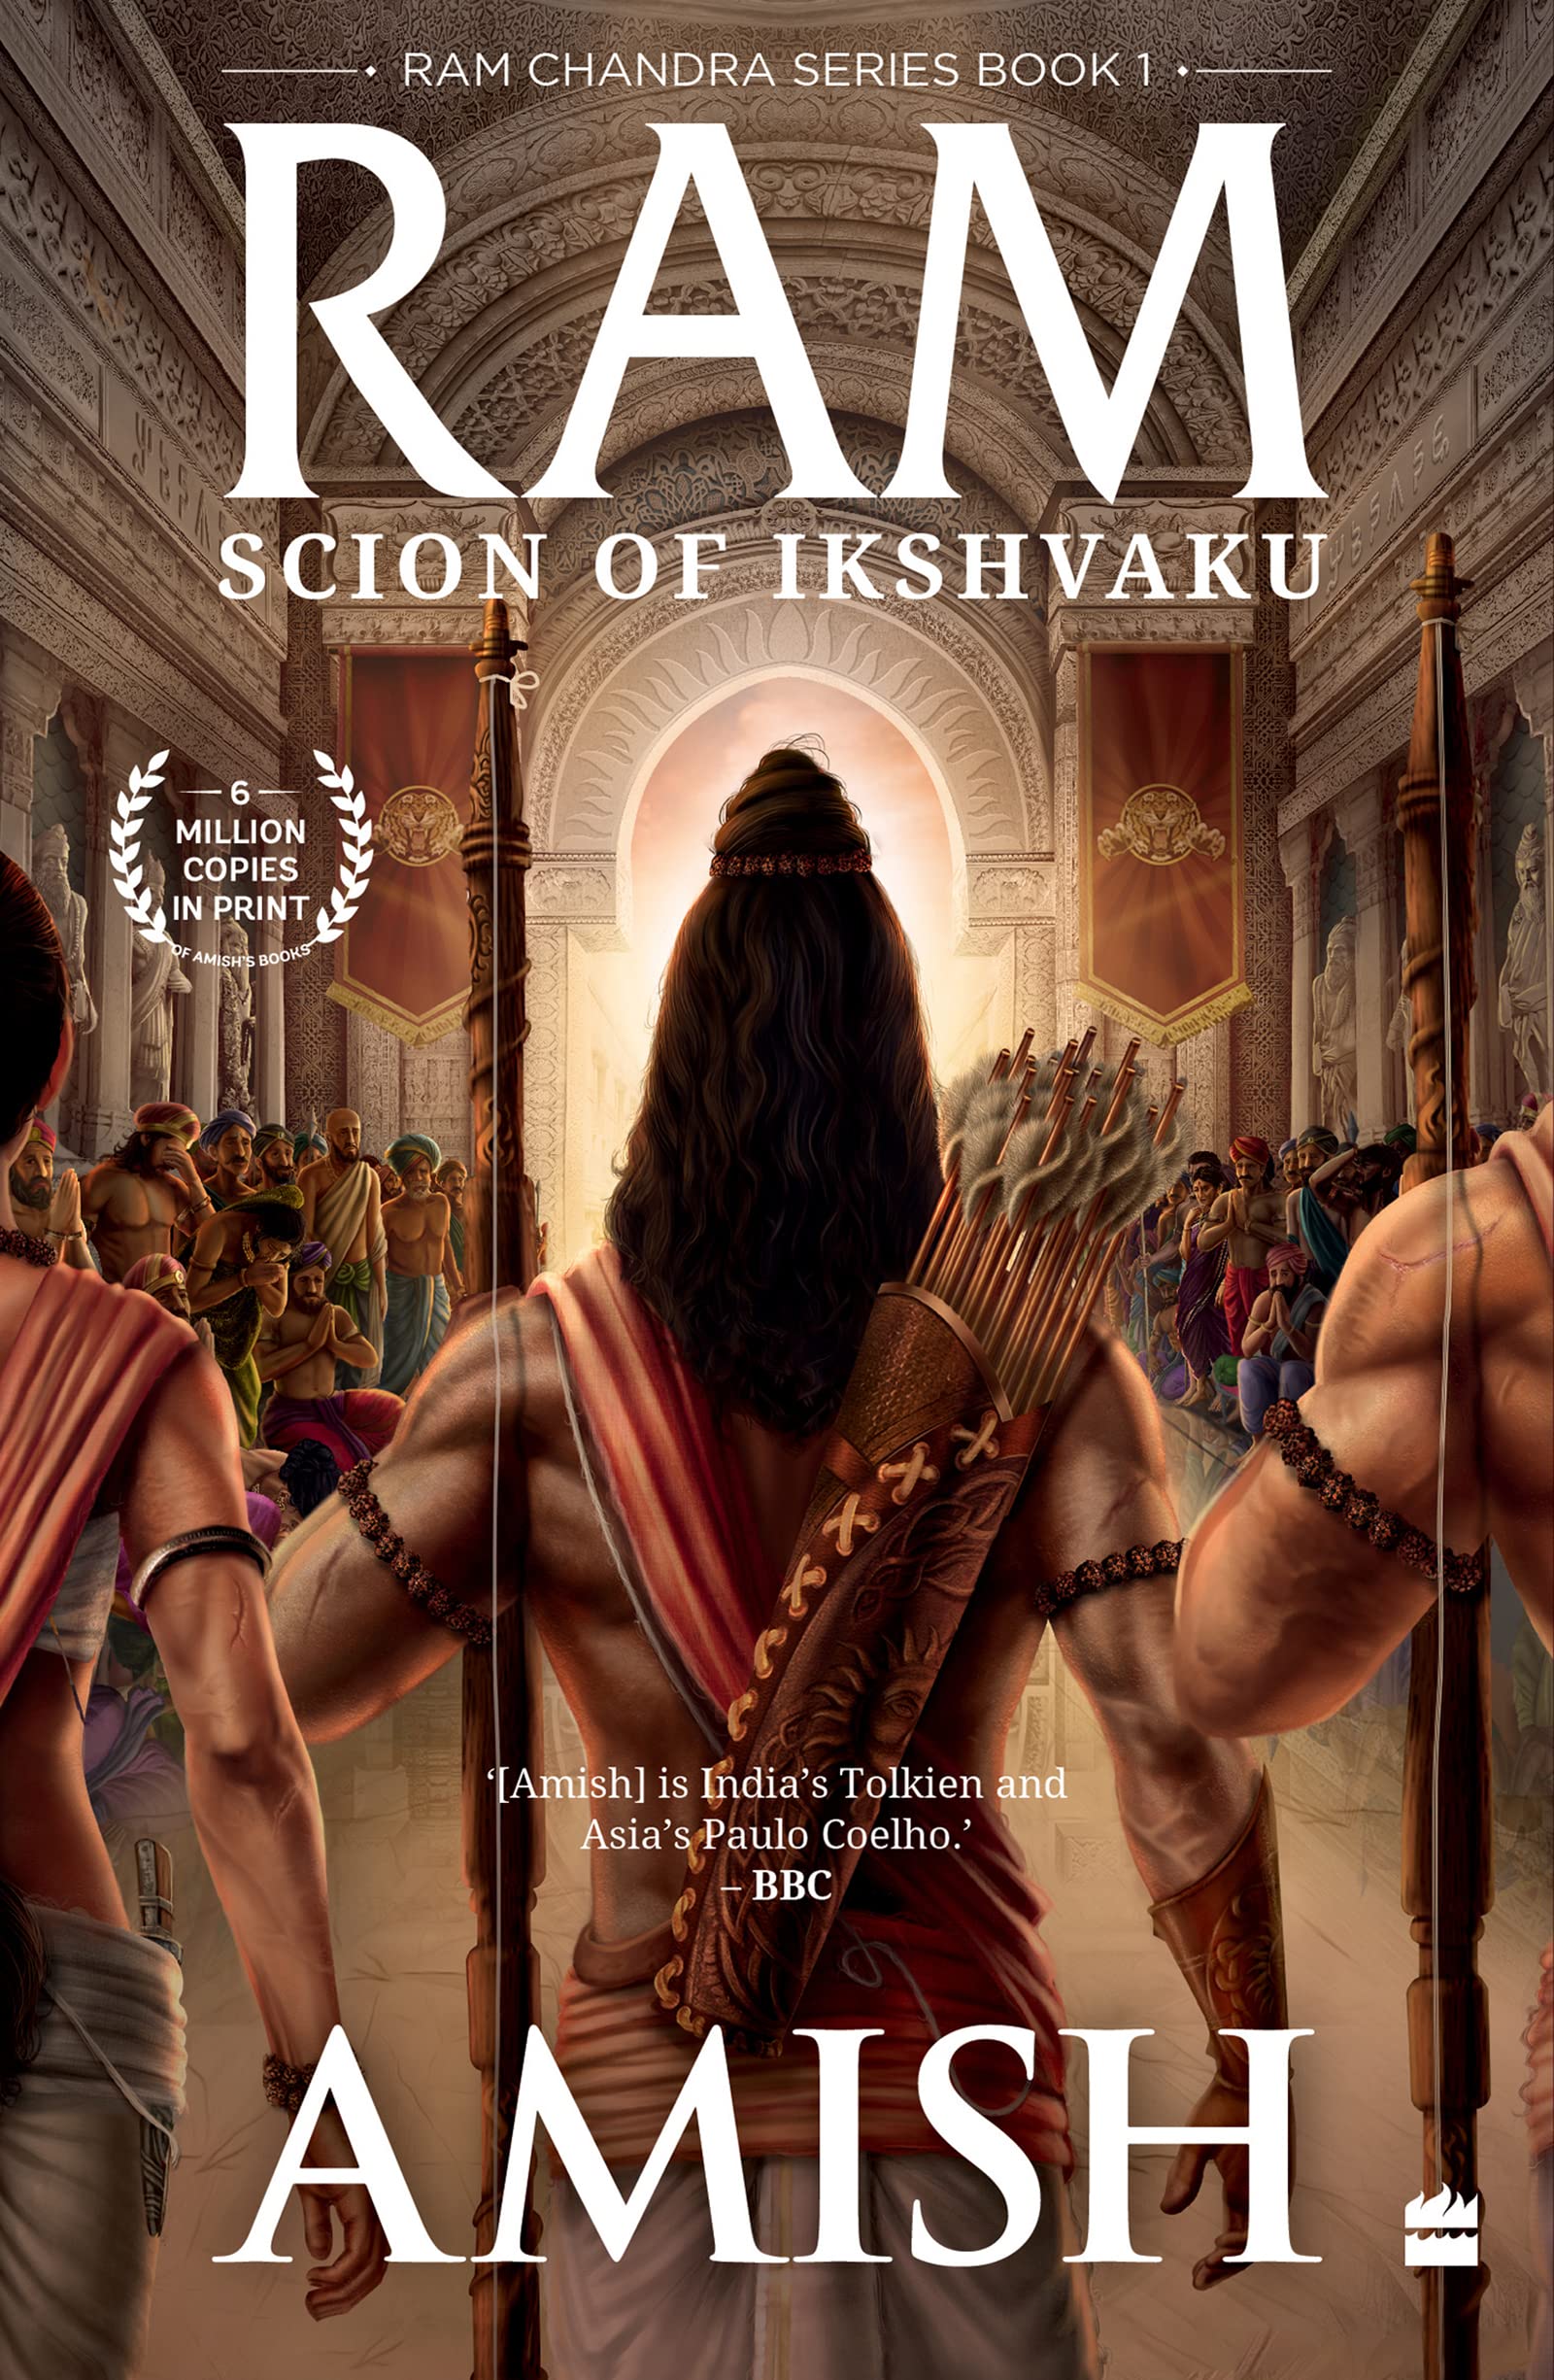 RAM CHANDRA SERIES BOOK 1
RAM
SCION OF IKSHVAKU
6
MILLION
COPIES
IN PRINT
OF AMISH'S BOOKS
‘[Amish] is India’s Tolkien and
Asia’s Paulo Coelho.’
– BBC
AMISH